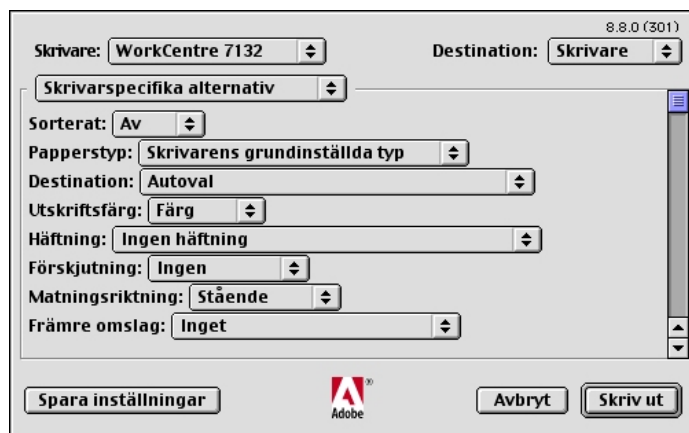 8.8.0 (301)
Skrivare: WorkCentre 7132 Destination: Skrivare
Skrivarspecifika alternativ
Sorterat: Av
Papperstyp: Skrivarens grundinställda typ
Destination: Autoval
Utskriftsfärg: Färg
Häftning: Ingen häftning
Förskjutning: Ingen
Matningsriktning: Stående
Främre omslag: Inget
Spara inställningar Adobe® Avbryt Skriv ut